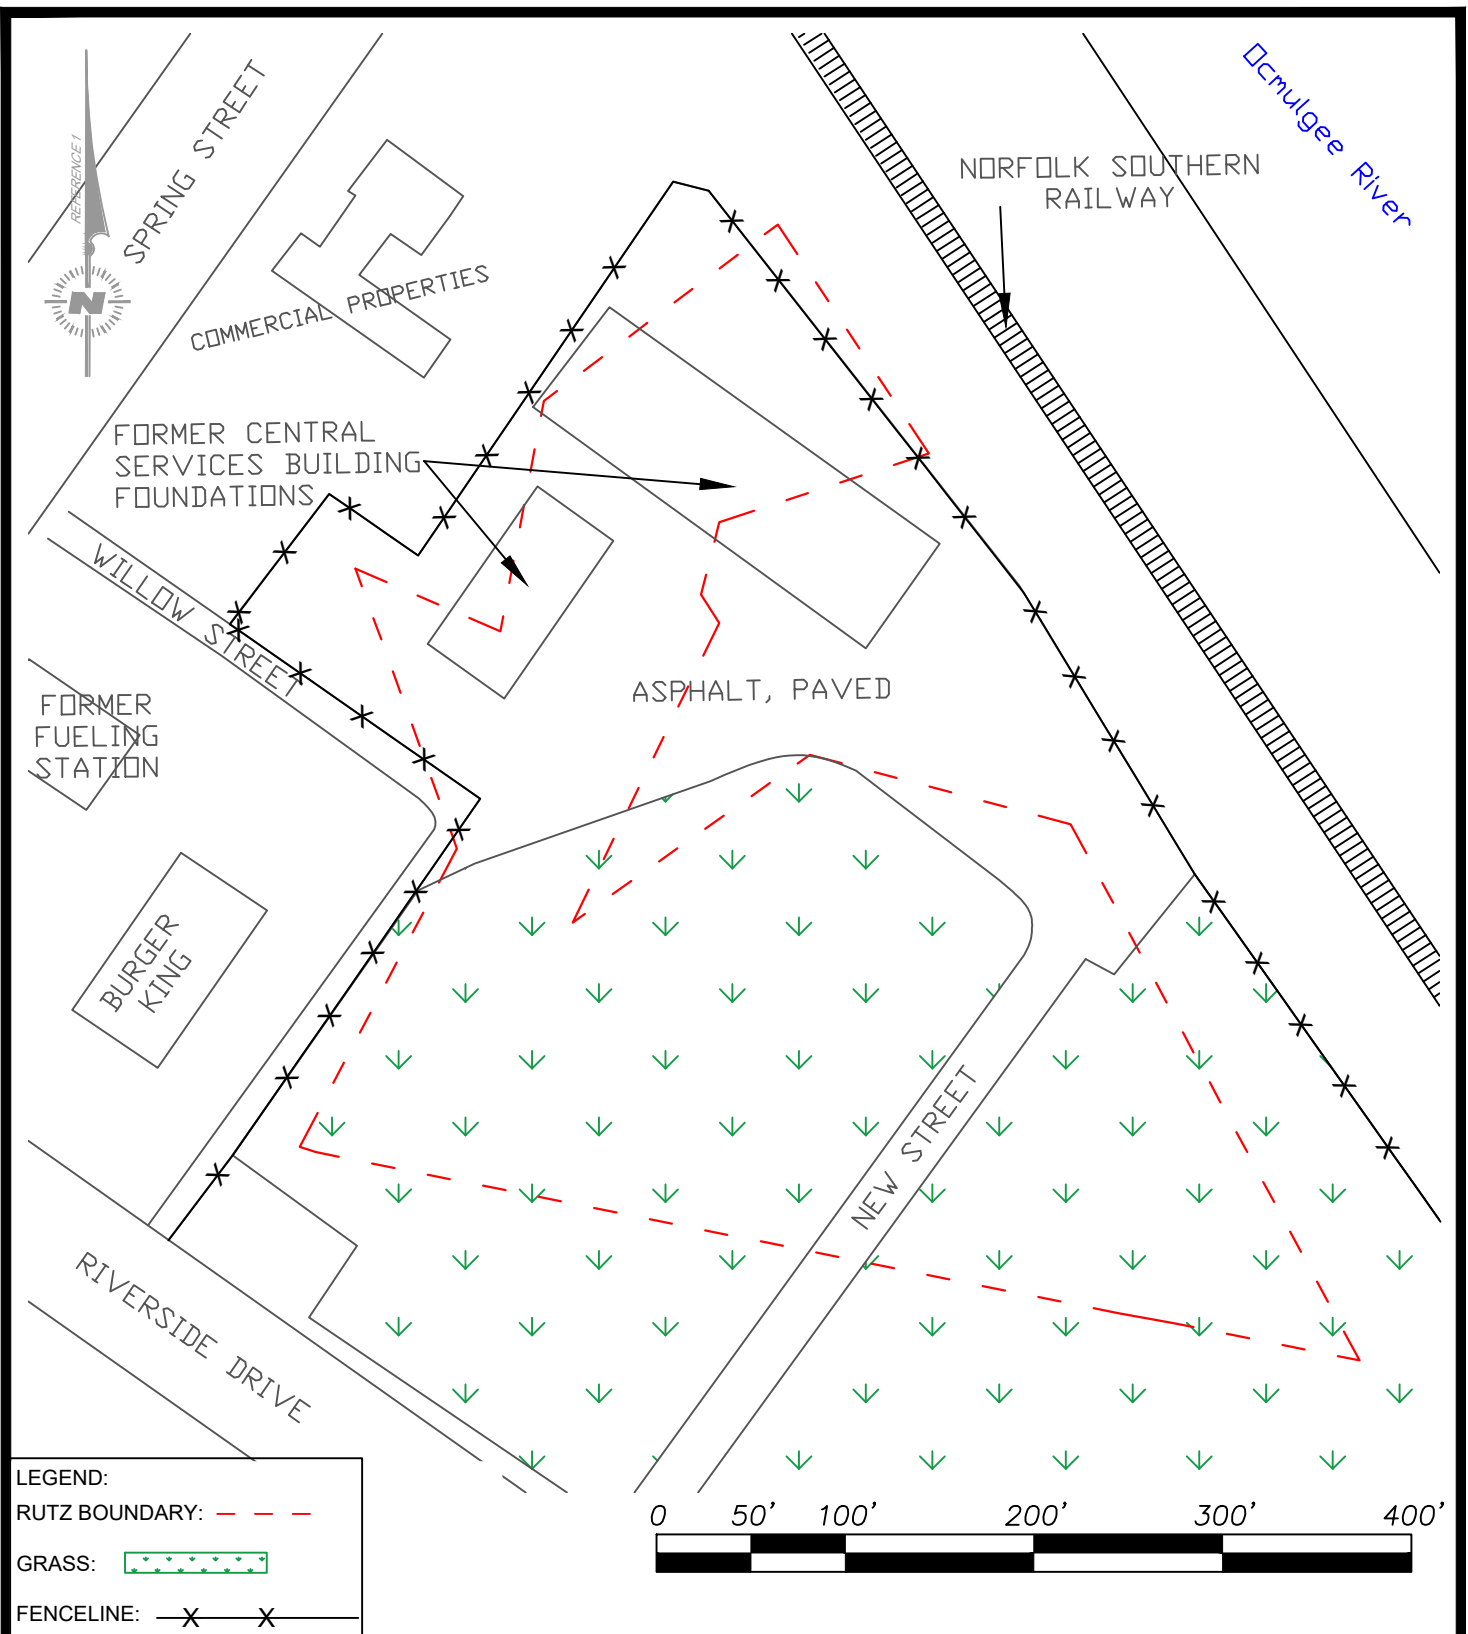 Ocmulgee River
SPRING STREET
REFERENCE 1
N
NORFOLK SOUTHERN
RAILWAY
COMMERCIAL PROPERTIES
FORMER CENTRAL
SERVICES BUILDING
FOUNDATIONS
WILLOW STREET
FORMER
FUELING
STATION
ASPHALT, PAVED
BURGER
KING
NEW STREET
RIVERSIDE DRIVE
LEGEND:
RUTZ BOUNDARY:
GRASS:
FENCELINE:
0 50' 100' 200' 300' 400'